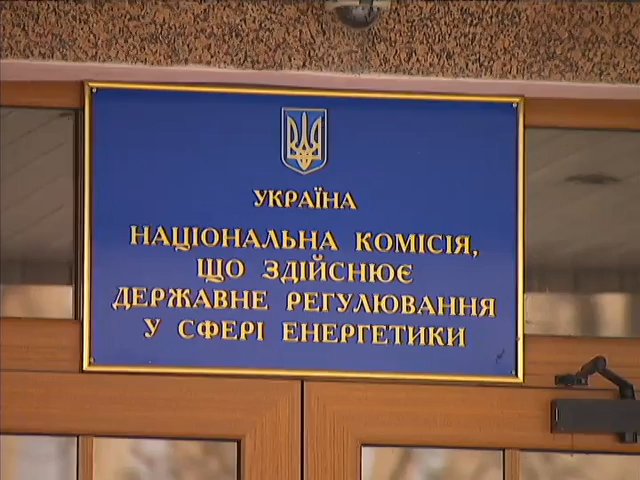 УКРАЇНА
НАЦІОНАЛЬНА КОМІСІЯ,
ЩО ЗДІЙСНЮЄ
ДЕРЖАВНЕ РЕГУЛЮВАННЯ
У СФЕРІ ЕНЕРГЕТИКИ